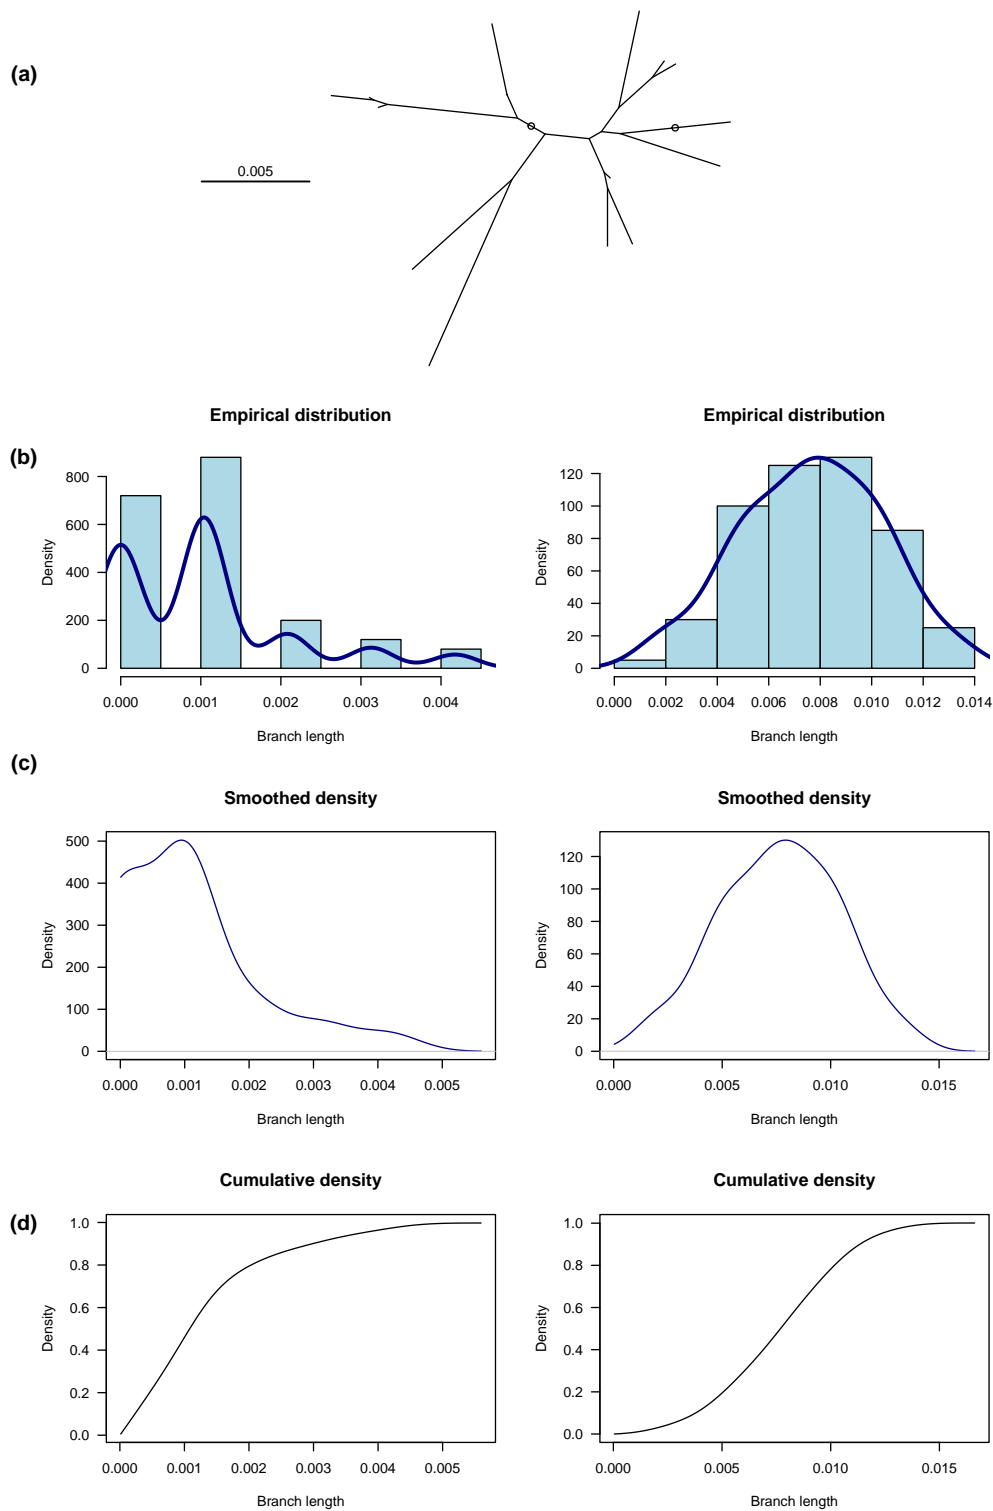 (a)
0.005
(b)
Empirical distribution
Density
800
600
400
200
0
0.000 0.001 0.002 0.003 0.004
Branch length
Empirical distribution
Density
120
100
80
60
40
20
0
0.000 0.002 0.004 0.006 0.008 0.010 0.012 0.014
Branch length
(c)
Smoothed density
Density
500
400
300
200
100
0
0.000 0.001 0.002 0.003 0.004 0.005
Branch length
Smoothed density
Density
120
100
80
60
40
20
0
0.000 0.005 0.010 0.015
Branch length
(d)
Cumulative density
Density
1.0
0.8
0.6
0.4
0.2
0.0
0.000 0.001 0.002 0.003 0.004 0.005
Branch length
Cumulative density
Density
1.0
0.8
0.6
0.4
0.2
0.0
0.000 0.005 0.010 0.015
Branch length